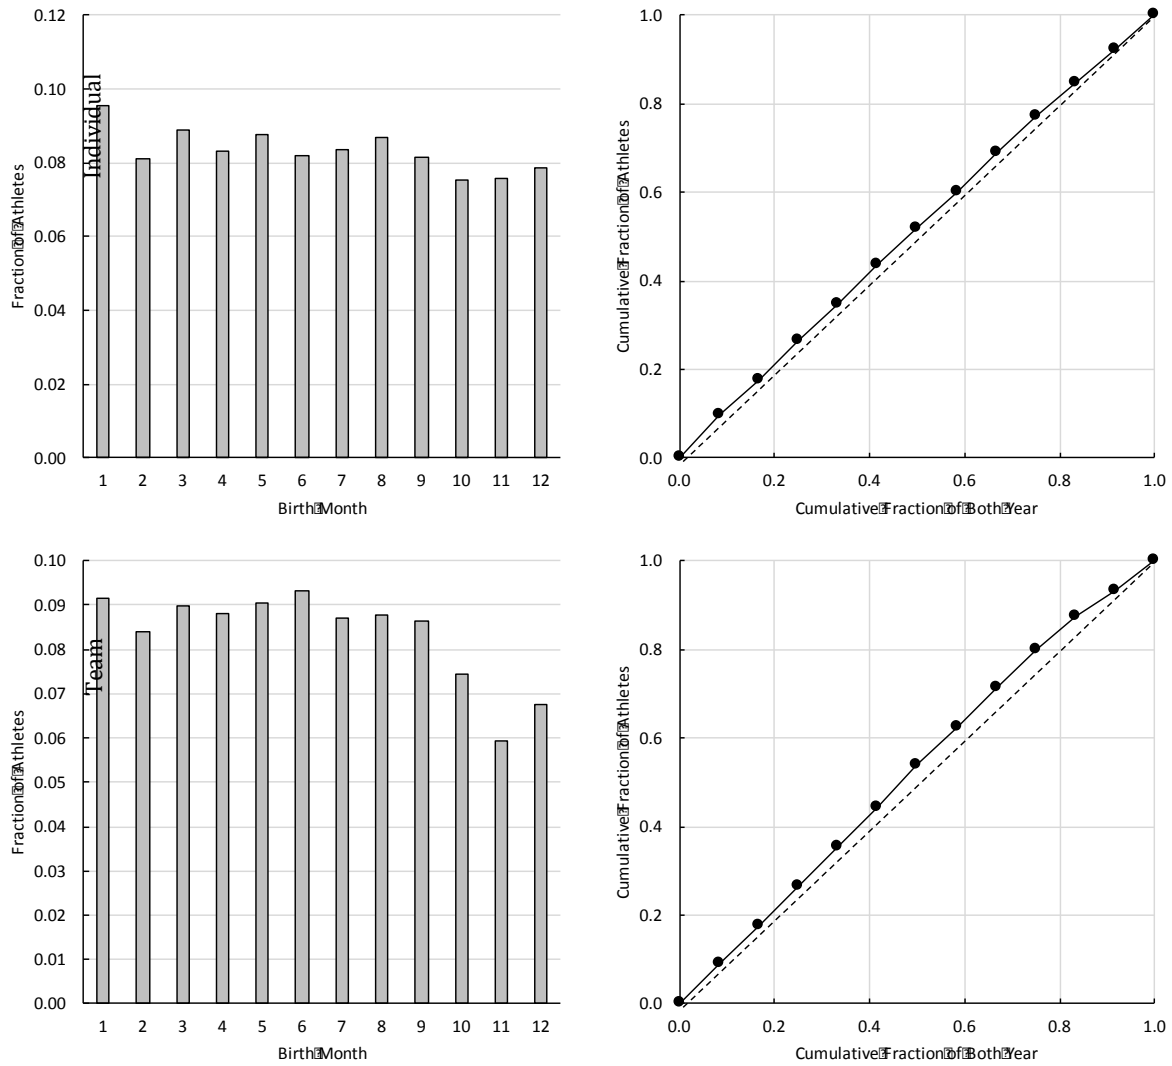 0.12
0.10
0.08
0.06
0.04
0.02
0.00
Individual
Fraction�of�Athletes
1 2 3 4 5 6 7 8 9 10 11 12
Birth�Month
1.0
0.8
0.6
0.4
0.2
0.0
Cumulative�Fraction�of�Athletes
0.0 0.2 0.4 0.6 0.8 1.0
Cumulative�Fraction�of�Both�Year
0.10
0.09
0.08
0.07
0.06
0.05
0.04
0.03
0.02
0.01
0.00
Team
Fraction�of�Athletes
1 2 3 4 5 6 7 8 9 10 11 12
Birth�Month
1.0
0.8
0.6
0.4
0.2
0.0
Cumulative�Fraction�of�Athletes
0.0 0.2 0.4 0.6 0.8 1.0
Cumulative�Fraction�of�Both�Year